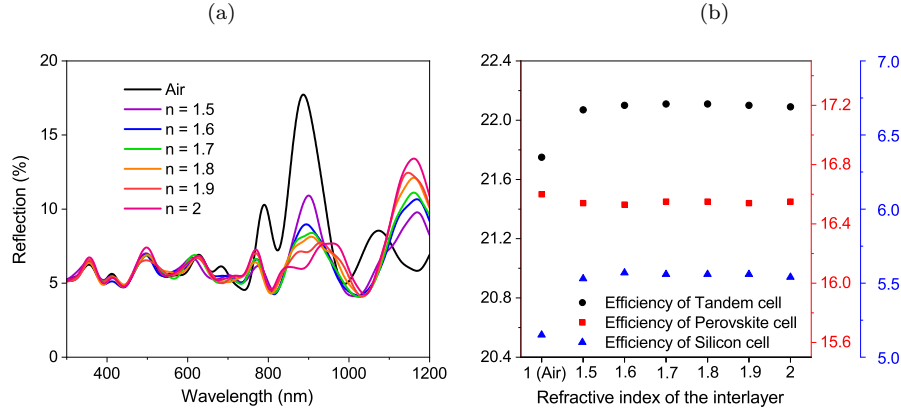 (a)
(b)
20
15
10
5
0
400
600
800
1000
1200
Reflection (%)
Wavelength (nm)
Air
n = 1.5
n = 1.6
n = 1.7
n = 1.8
n = 1.9
n = 2
22.4
22.0
21.6
21.2
20.8
20.4
1 (Air)
1.5
1.6
1.7
1.8
1.9
2
Refractive index of the interlayer
Efficiency of Tandem cell
Efficiency of Perovskite cell
Efficiency of Silicon cell
17.2
16.8
16.4
16.0
15.6
7.0
6.5
6.0
5.5
5.0